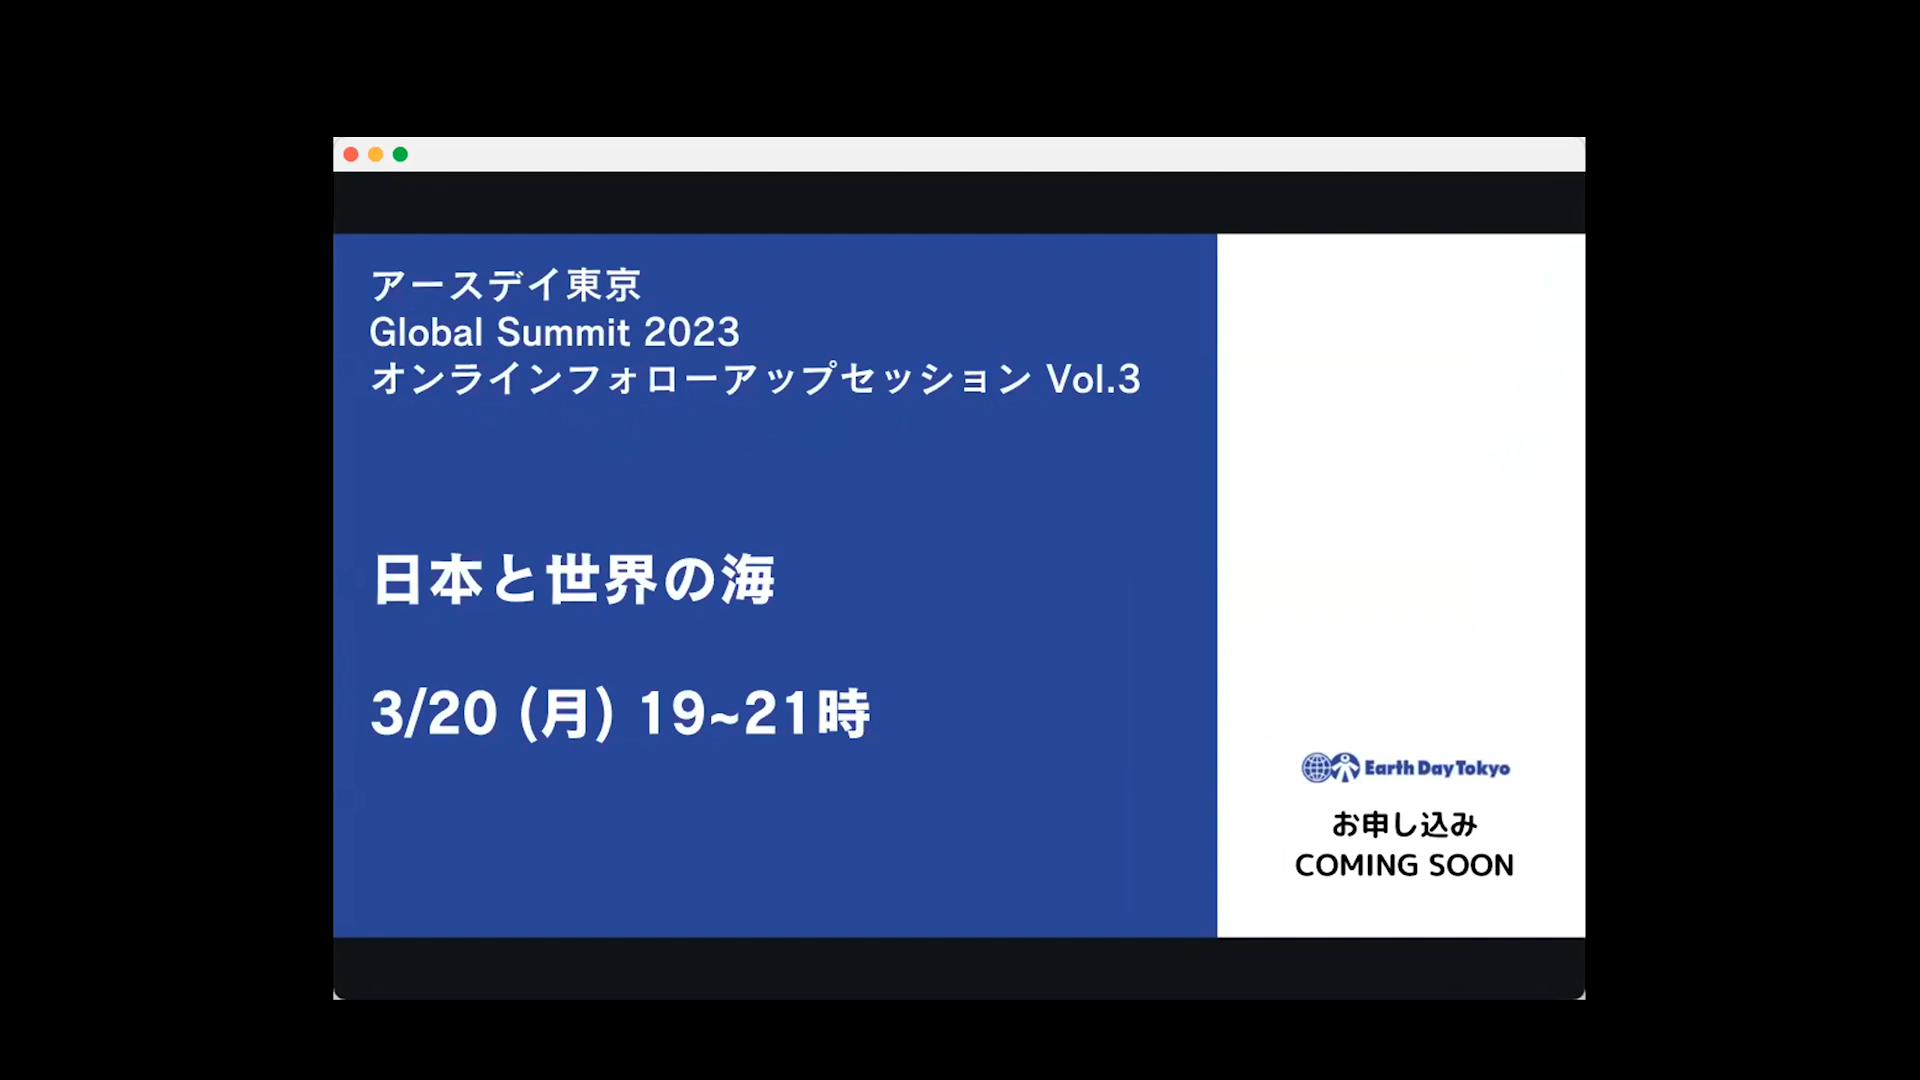 アースデイ東京
Global Summit 2023
オンラインフォローアップセッション Vol.3
日本と世界の海
3/20 (月) 19~21時
Earth Day Tokyo
お申し込み
COMING SOON